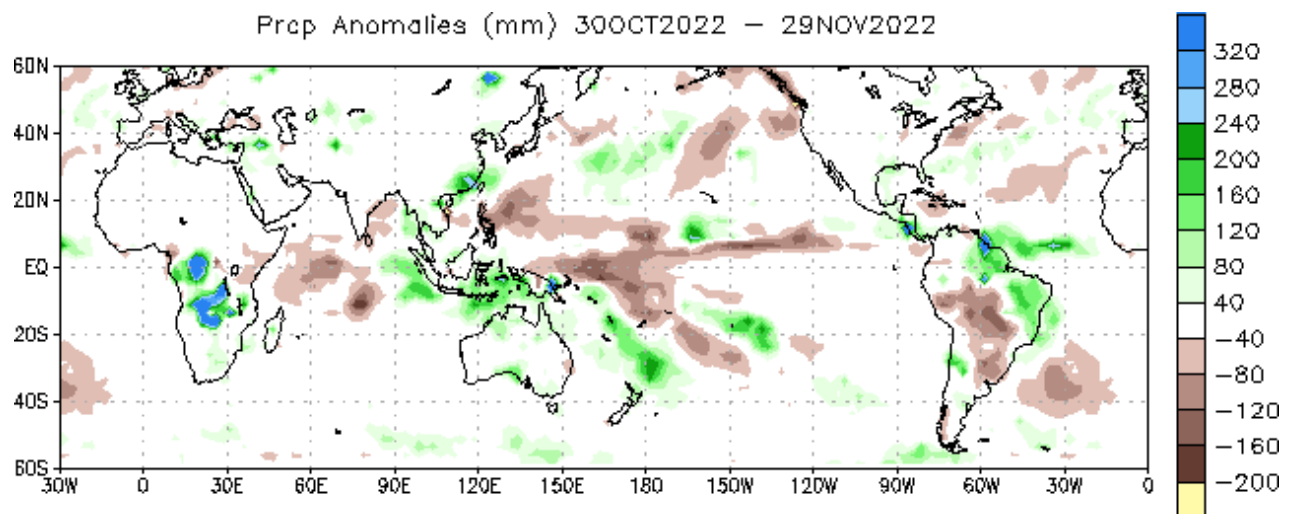 Prcp Anomalies (mm) 30OCT2022 – 29NOV2022
60N
40N
20N
EQ
20S
40S
60S
30W 0 30E 60E 90E 120E 150E 180 150W 120W 90W 60W 30W 0
320
280
240
200
160
120
80
40
−40
−80
−120
−160
−200